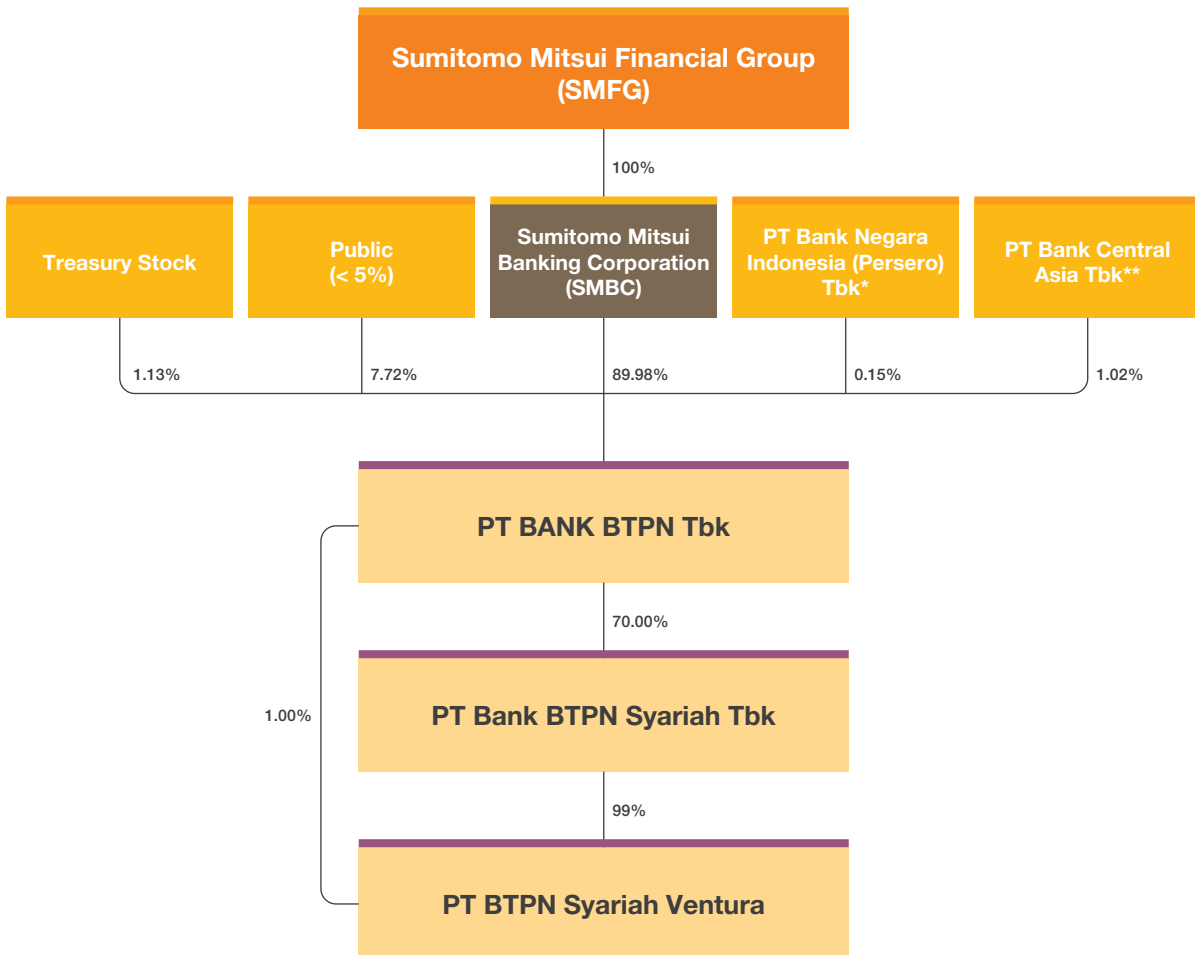 Sumitomo Mitsui Financial Group
(SMFG)
100%
Treasury Stock
Public
(< 5%)
Sumitomo Mitsui
Banking Corporation
(SMBC)
PT Bank Negara
Indonesia (Persero)
Tbk*
PT Bank Central
Asia Tbk**
1.13%
7.72%
89.98%
0.15%
1.02%
PT BANK BTPN Tbk
70.00%
PT Bank BTPN Syariah Tbk
1.00%
99%
PT BTPN Syariah Ventura